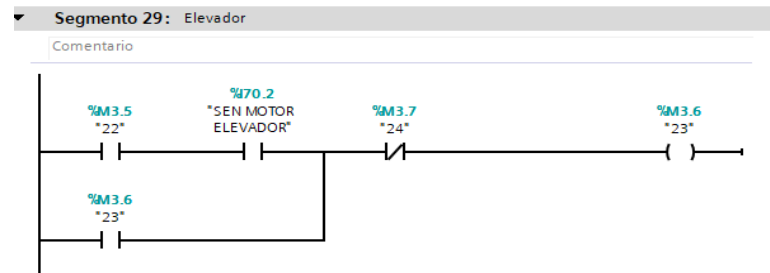 Segmento 29: Elevador
Comentario
%I70.2
%M3.5 "SEN MOTOR %M3.7 %M3.6
"22" ELEVADOR" "24" "23"
%M3.6
"23"